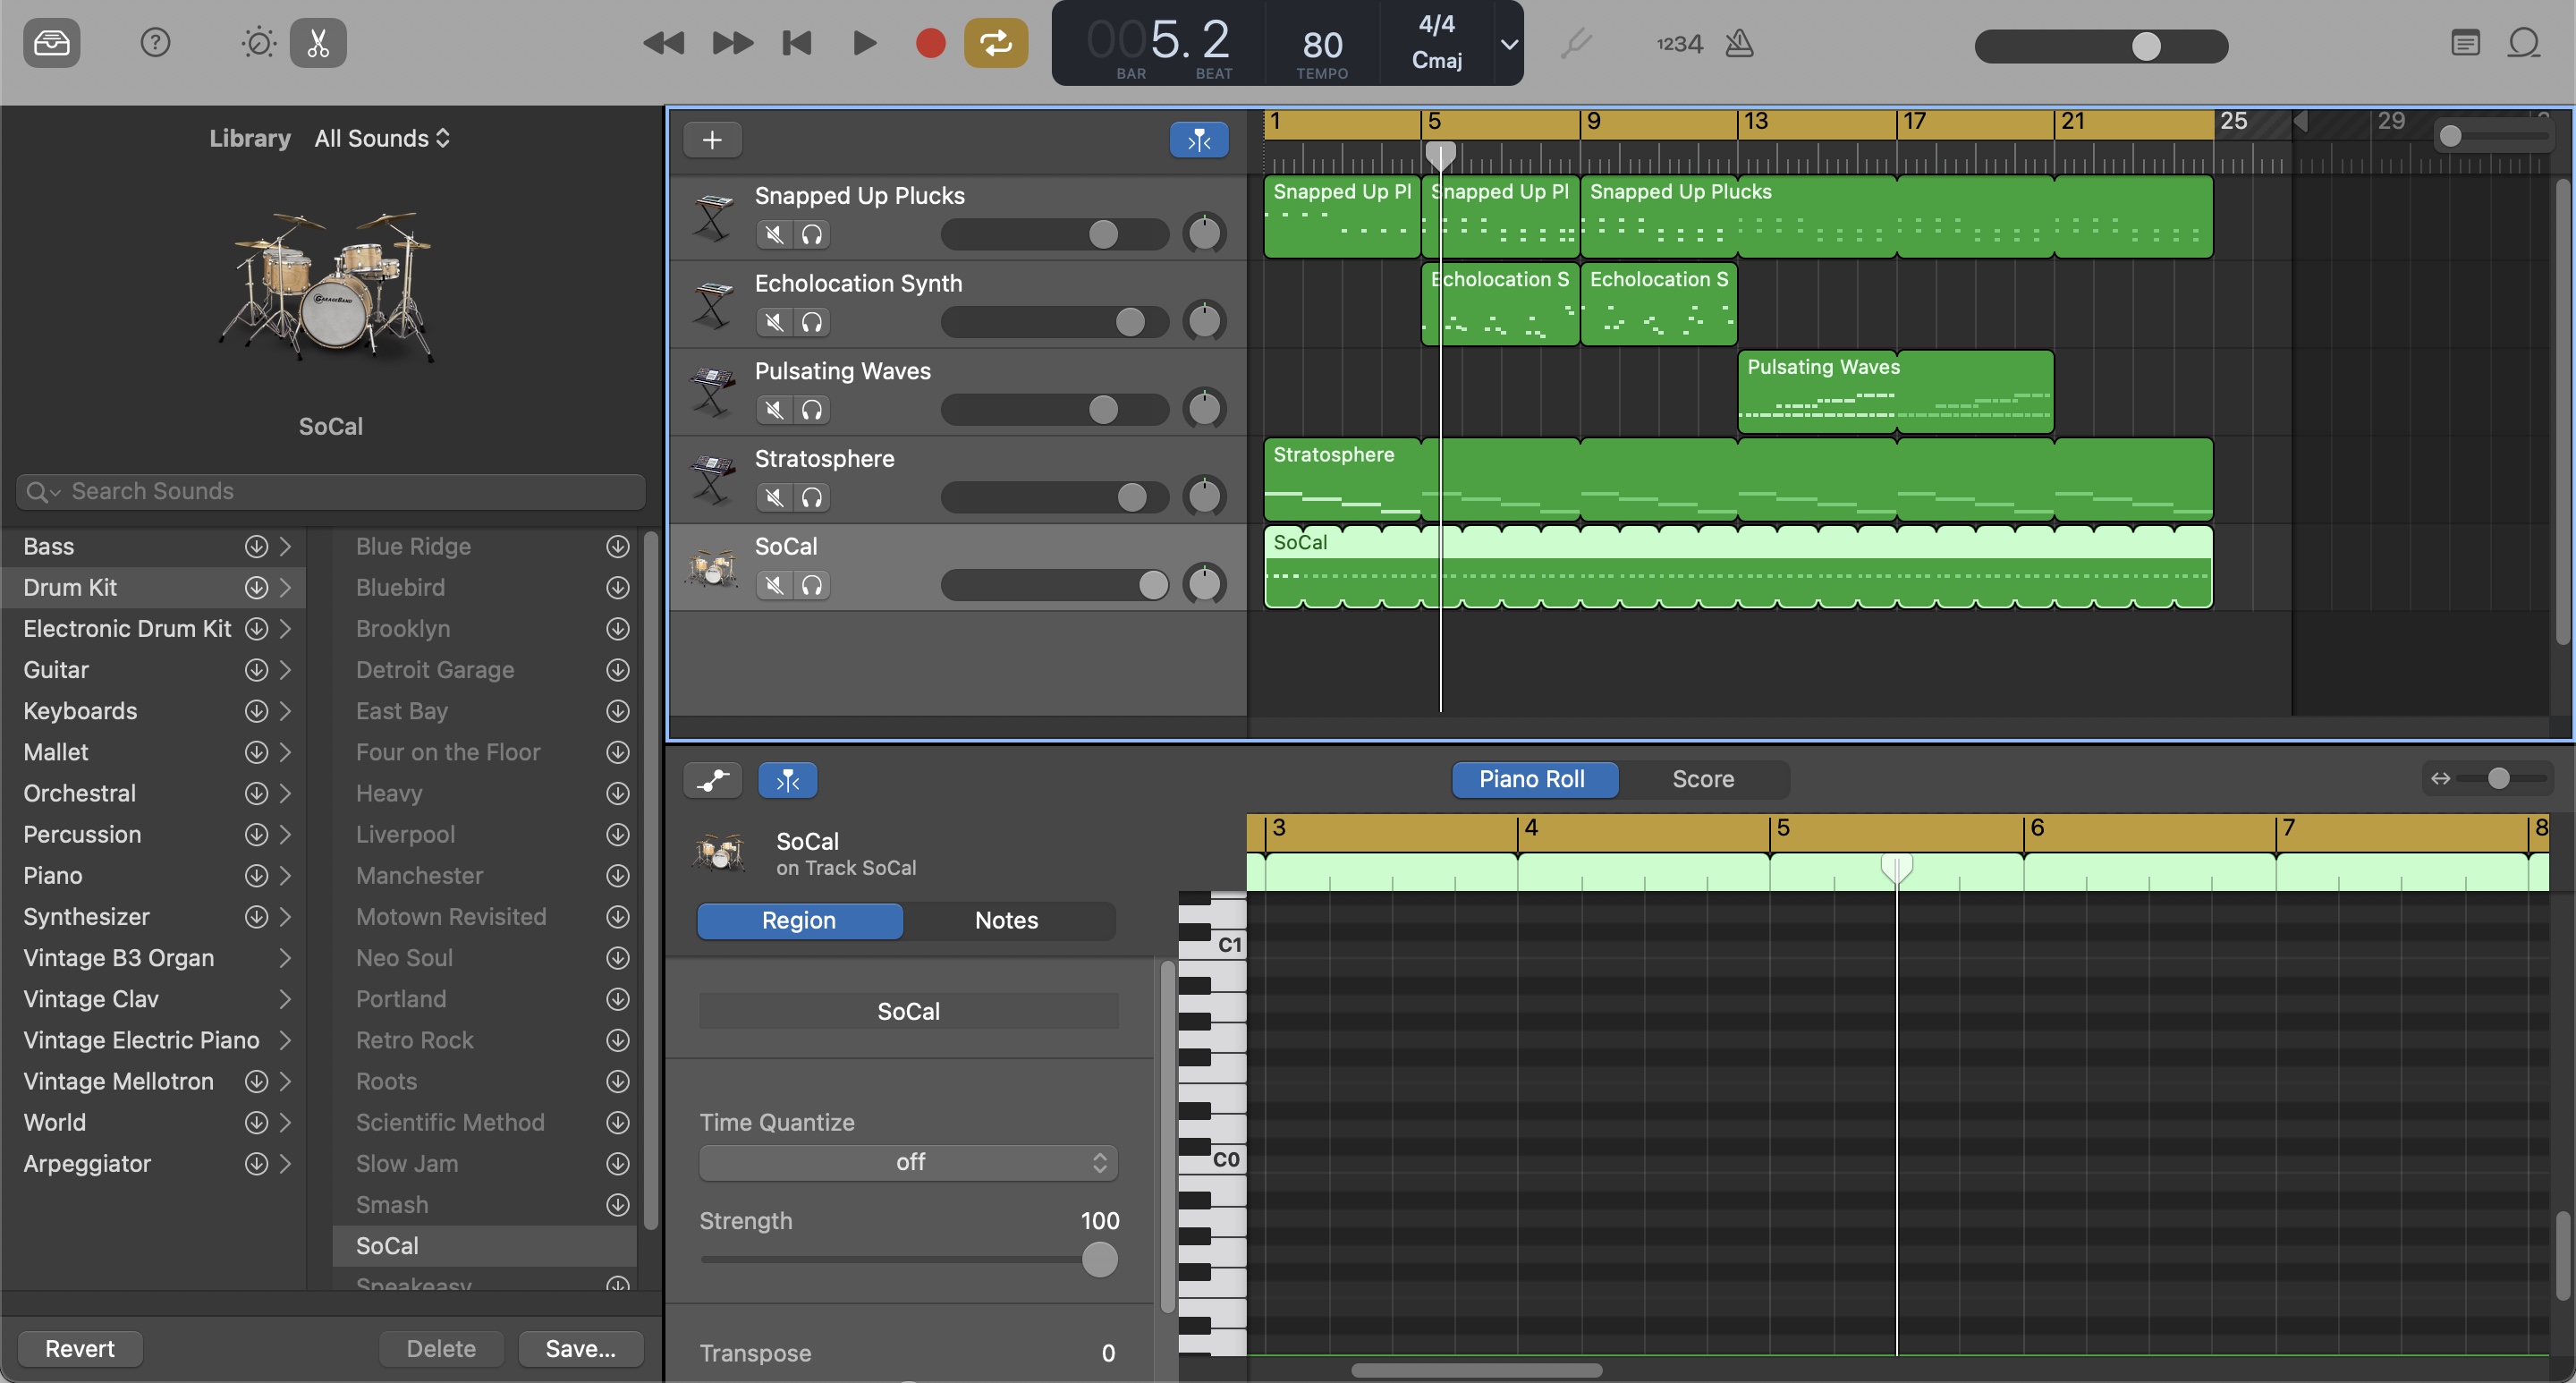 005. 2
BAR BEAT
80
TEMPO
4/4
Cmaj
1234
Library All Sounds
GARAGEBAND
SoCal
Search Sounds
Bass
Drum Kit
Electronic Drum Kit
Guitar
Keyboards
Mallet
Orchestral
Percussion
Piano
Synthesizer
Vintage B3 Organ
Vintage Clav
Vintage Electric Piano
Vintage Mellotron
World
Arpeggiator
Blue Ridge
Bluebird
Brooklyn
Detroit Garage
East Bay
Four on the Floor
Heavy
Liverpool
Manchester
Motown Revisited
Neo Soul
Portland
Retro Rock
Roots
Scientific Method
Slow Jam
Smash
SoCal
Speakeasy
Revert Delete Save...
1 5 9 13 17 21 25 29
Snapped Up Plucks
Echolocation Synth
Pulsating Waves
Stratosphere
SoCal
Snapped Up Pl Snapped Up Pl Snapped Up Plucks
Echolocation S Echolocation S
Pulsating Waves
Stratosphere
SoCal
Piano Roll Score
SoCal
on Track SoCal
Region Notes
SoCal
Time Quantize
off
Strength 100
Transpose 0
3 4 5 6 7 8
C1
C0